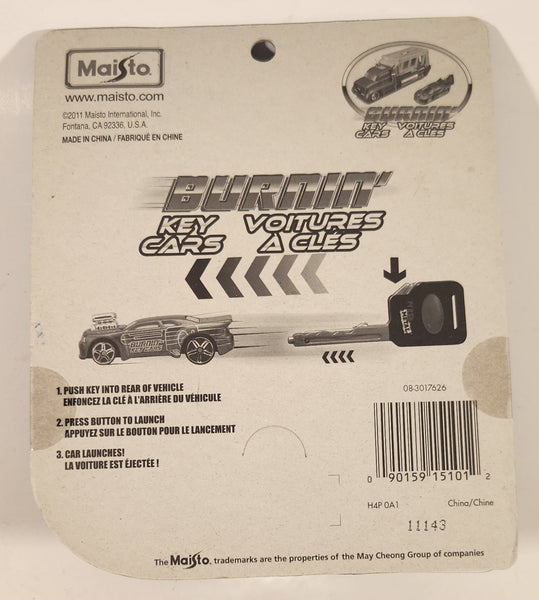 Maisto
www.maisto.com
©2011 Maisto International, Inc.
Fontana, CA 92336, U.S.A.
MADE IN CHINA / FABRIQUÉ EN CHINE
BURNIN'
KEY VOITURES
CARS A CLÉS
BURNIN'
KEY VOITURES
CARS A CLÉS
BURNIN'
KEY CARS
1. PUSH KEY INTO REAR OF VEHICLE
ENFONCEZ LA CLÉ À L'ARRIÈRE DU VÉHICULE
2. PRESS BUTTON TO LAUNCH
APPUYEZ SUR LE BOUTON POUR LE LANCEMENT
3. CAR LAUNCHES!
LA VOITURE EST ÉJECTÉE !
08-3017626
0 90159 15101 2
H4P 0A1 China/Chine
11143
The Maisto, trademarks are the properties of the May Cheong Group of companies